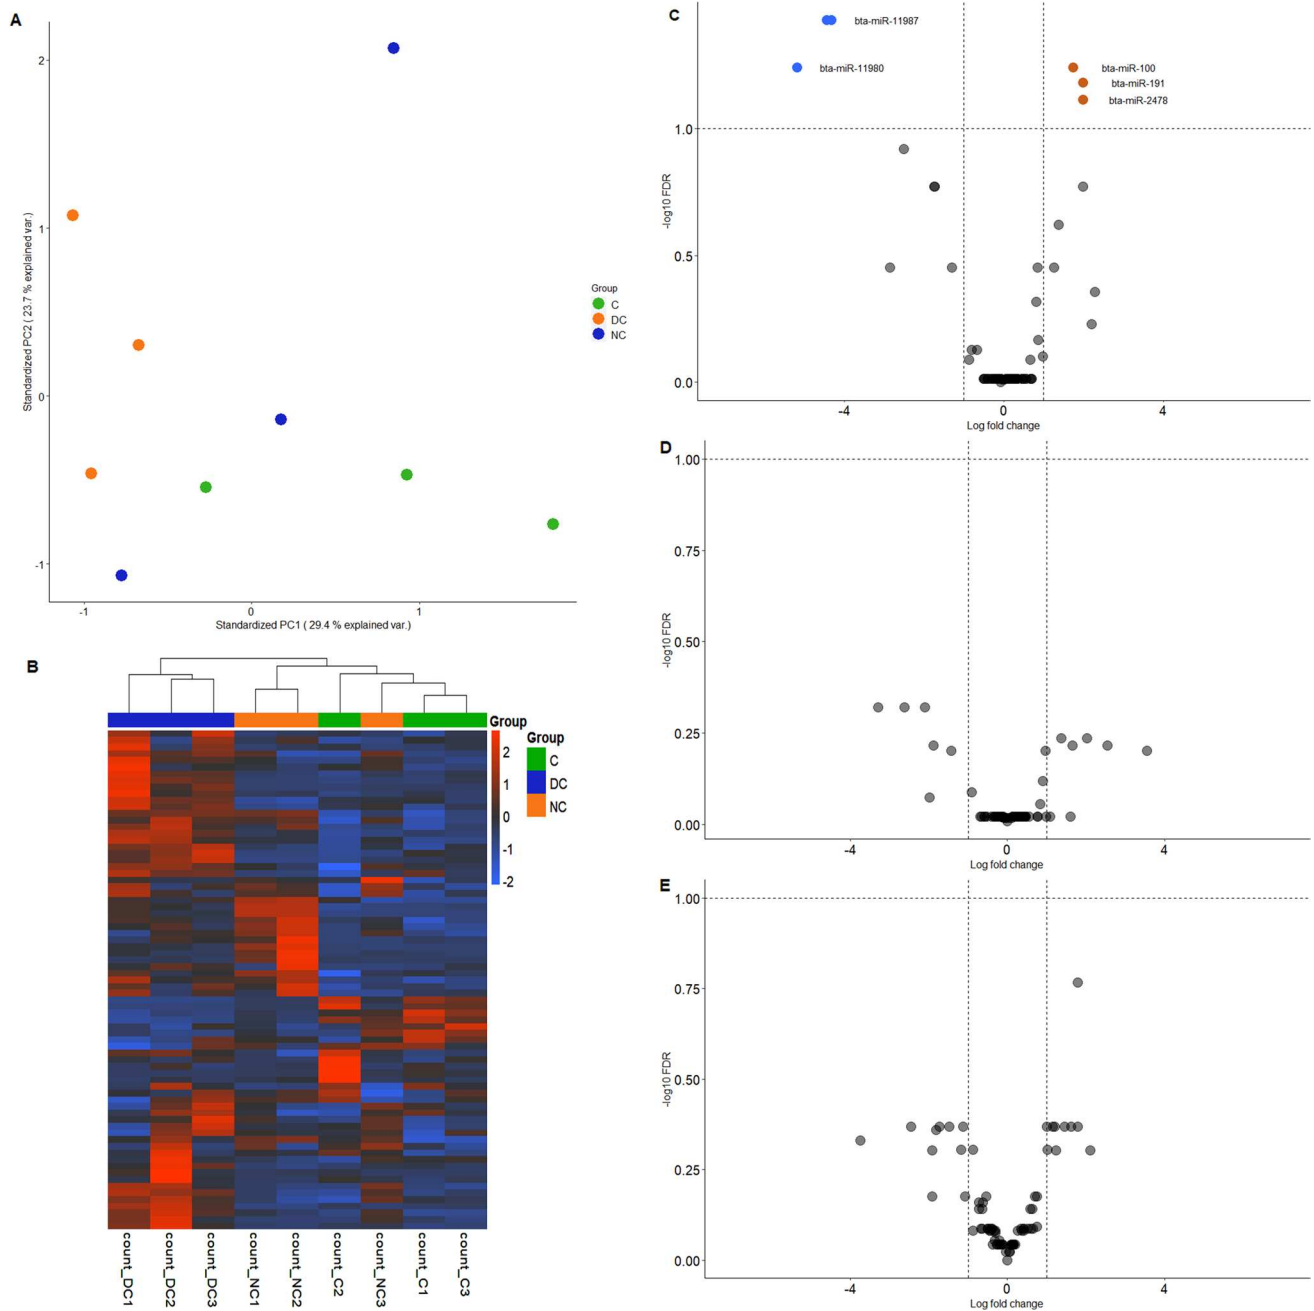 A
2
1
0
-1
-1
0
1
Standardized PC2 ( 23.7 % explained var.)
Standardized PC1 ( 29.4 % explained var.)
Group
C
DC
NC
B
Group
2
1
0
-1
-2
Group
C
DC
NC
count_DC1
count_DC2
count_DC3
count_NC1
count_NC2
count_C2
count_NC3
count_C1
count_C3
C
bta-miR-11987
bta-miR-11980
bta-miR-100
bta-miR-191
bta-miR-2478
1.0
0.5
0.0
-log10 FDR
-4
0
4
Log fold change
D
1.00
0.75
0.50
0.25
0.00
-log10 FDR
-4
0
4
Log fold change
E
1.00
0.75
0.50
0.25
0.00
-log10 FDR
-4
0
4
Log fold change